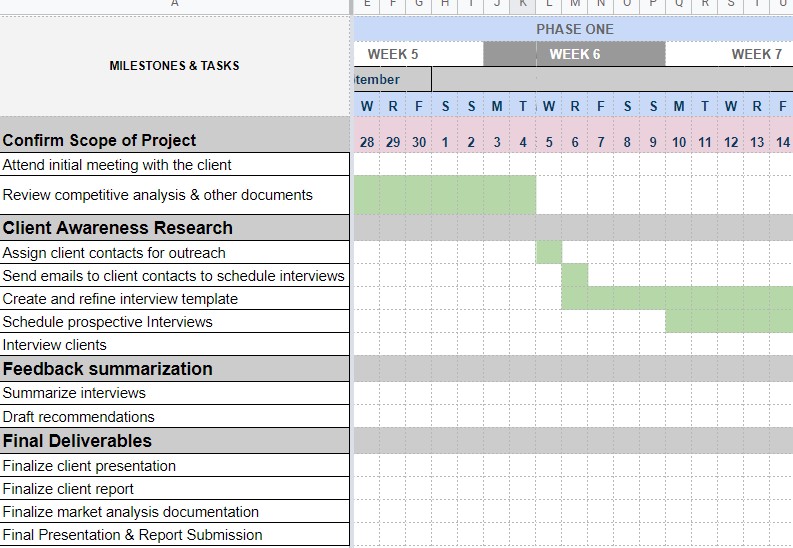 A E F G H I J K L M N O P Q R S T U
PHASE ONE
MILESTONES & TASKS
WEEK 5 WEEK 6 WEEK 7
tember
W R F S S M T W R F S S M T W R F
Confirm Scope of Project 28 29 30 1 2 3 4 5 6 7 8 9 10 11 12 13 14
Attend initial meeting with the client
Review competitive analysis & other documents
Client Awareness Research
Assign client contacts for outreach
Send emails to client contacts to schedule interviews
Create and refine interview template
Schedule prospective Interviews
Interview clients
Feedback summarization
Summarize interviews
Draft recommendations
Final Deliverables
Finalize client presentation
Finalize client report
Finalize market analysis documentation
Final Presentation & Report Submission